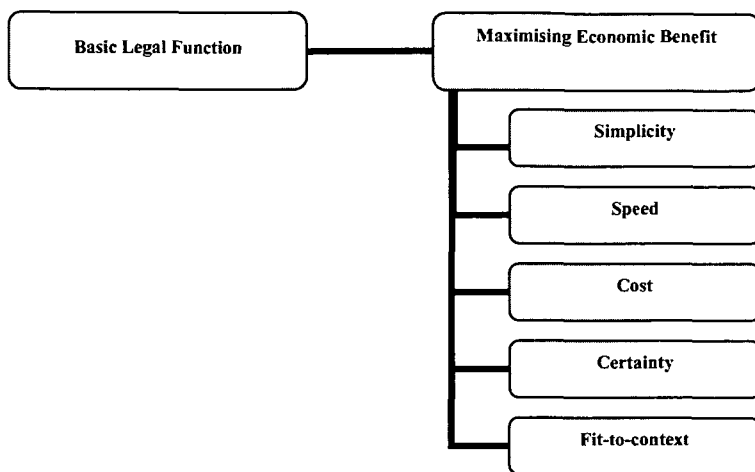 Basic Legal Function
Maximising Economic Benefit
Simplicity
Speed
Cost
Certainty
Fit-to-context